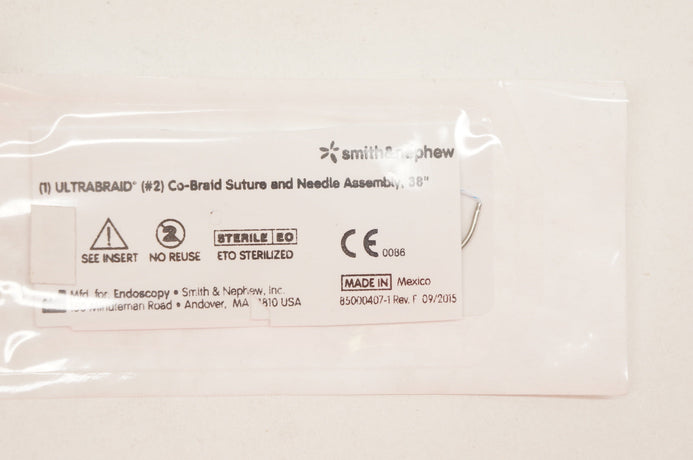 smith&nephew
(1) ULTRABRAID® (#2) Co-Braid Suture and Needle Assembly, 38"
SEE INSERT
2
NO REUSE
STERILE EO
ETO STERILIZED
CE 0086
Mfd. for Endoscopy • Smith & Nephew, Inc.
Minuteman Road • Andover, MA 1810 USA
MADE IN Mexico
85000407-1 Rev. F 09/2015